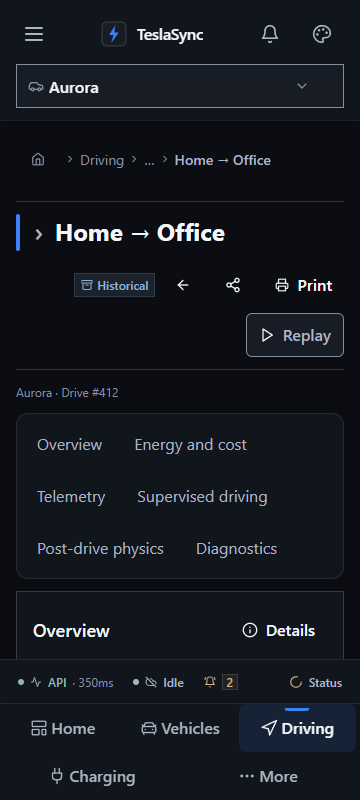 TeslaSync
Aurora
Driving ... Home → Office
Home → Office
Historical Print
Replay
Aurora · Drive #412
Overview Energy and cost
Telemetry Supervised driving
Post-drive physics Diagnostics
Overview Details
API · 350ms Idle 2 Status
Home Vehicles Driving
Charging More